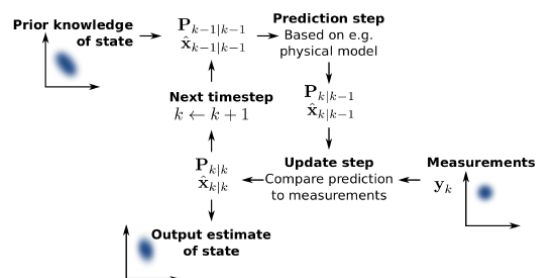 Prior knowledge
of state
P_{k-1|k-1}
x̂_{k-1|k-1}
Prediction step
Based on e.g.
physical model
P_{k|k-1}
x̂_{k|k-1}
Next timestep
k ← k + 1
P_{k|k}
x̂_{k|k}
Update step
Compare prediction
to measurements
Measurements
y_k
Output estimate
of state